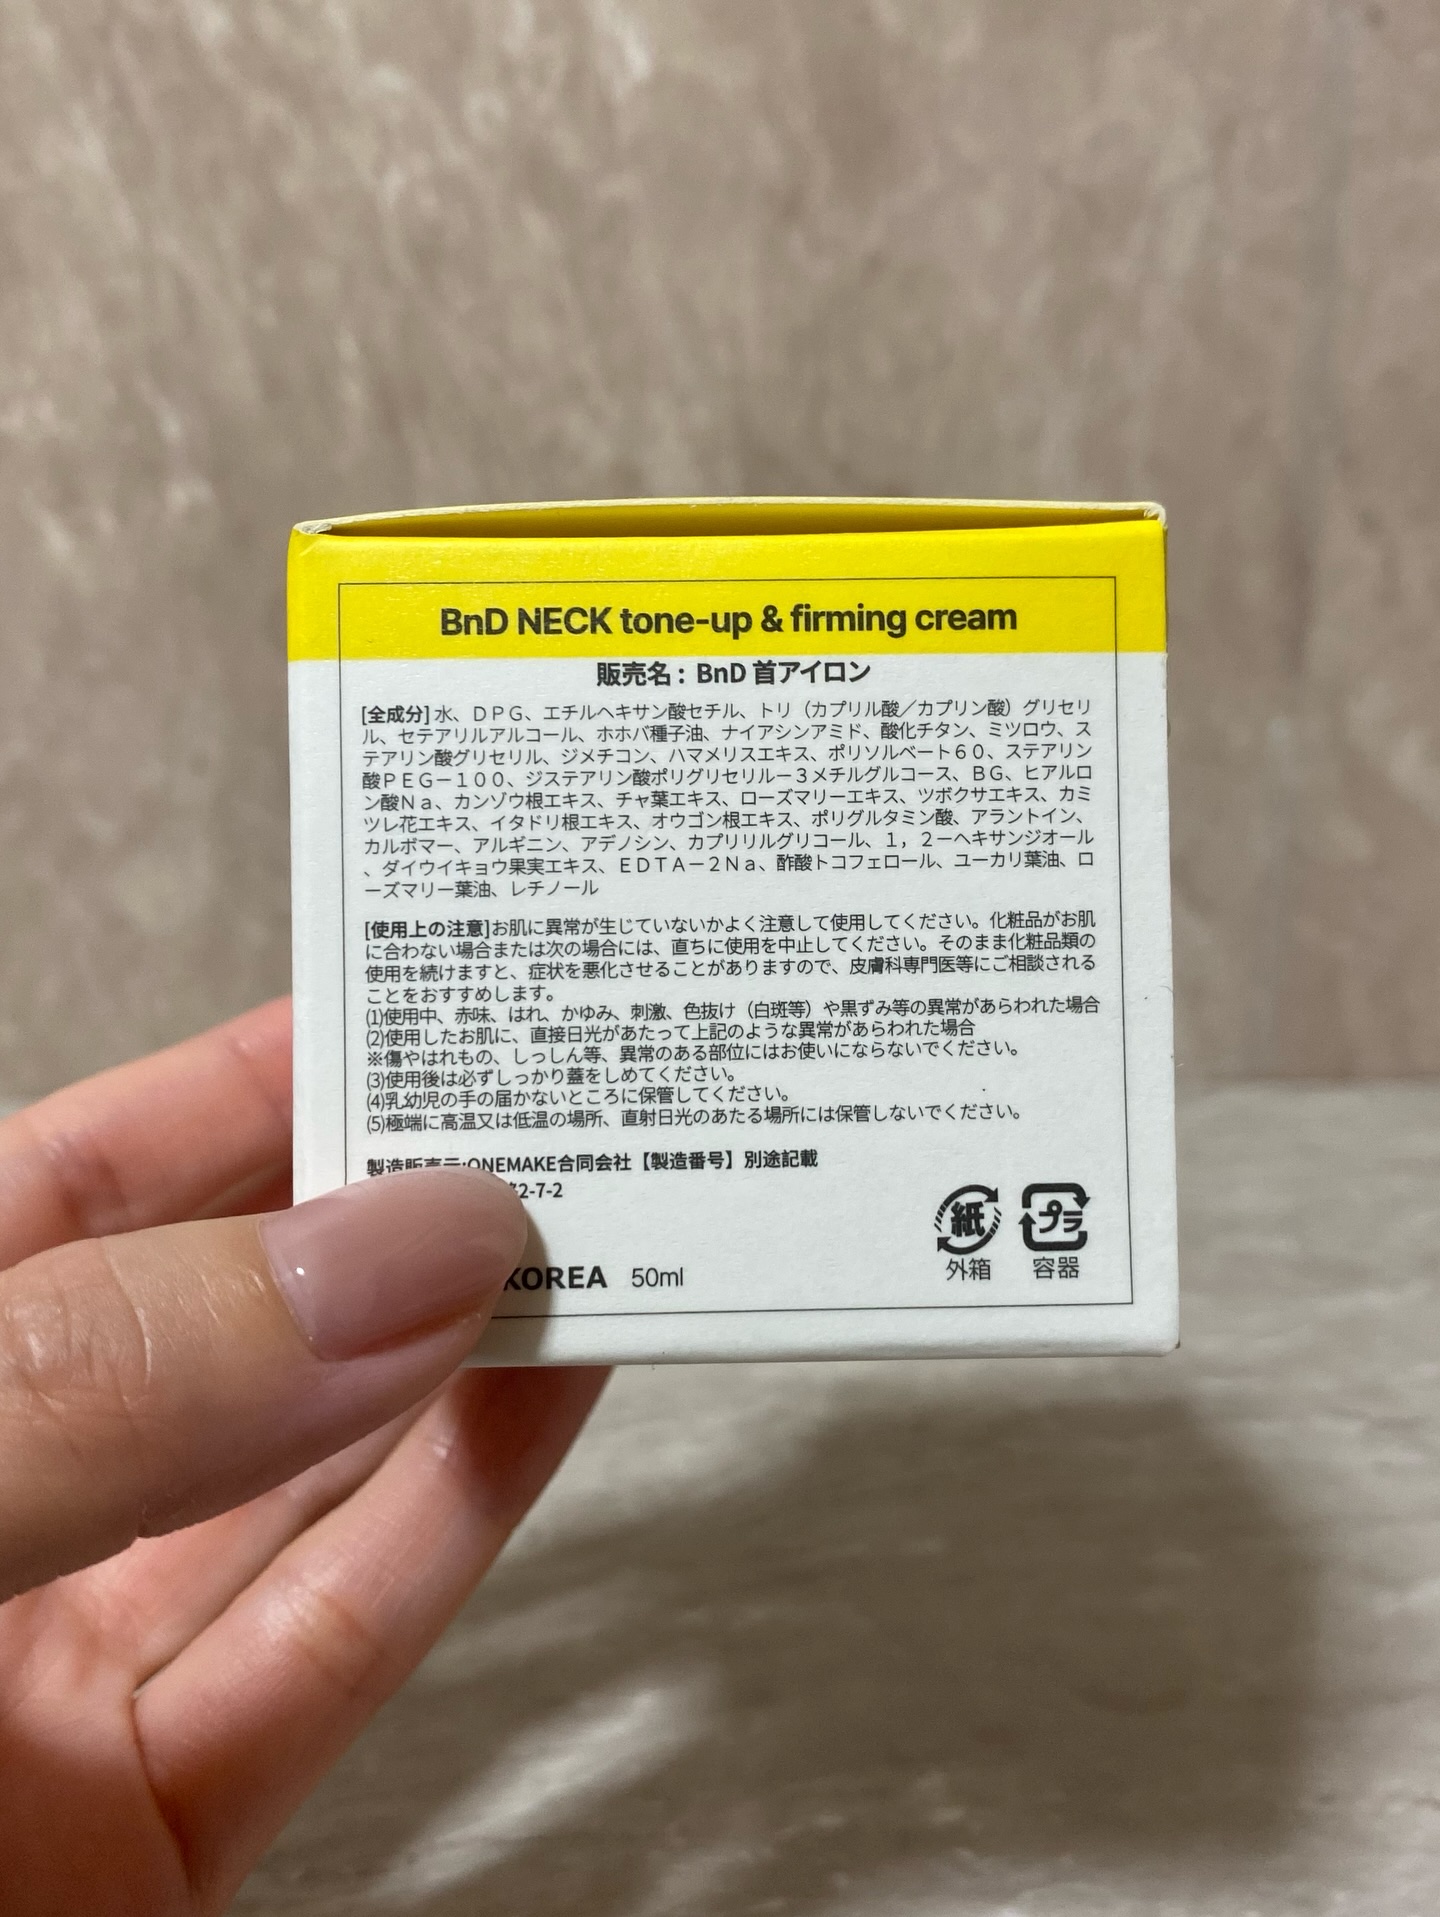 BnD NECK tone-up & firming cream
販売名： BnD 首アイロン
[全成分] 水、ＤＰＧ、エチルヘキサン酸セチル、トリ（カプリル酸／カプリン酸）グリセリ
ル、セテアリルアルコール、ホホバ種子油、ナイアシンアミド、酸化チタン、ミツロウ、ス
テアリン酸グリセリル、ジメチコン、ハマメリスエキス、ポリソルベート６０、ステアリン
酸ＰＥＧ－１００、ジステアリン酸ポリグリセリル－３メチルグルコース、ＢＧ、ヒアルロ
ン酸Ｎａ、カンゾウ根エキス、チャ葉エキス、ローズマリーエキス、ツボクサエキス、カミ
ツレ花エキス、イタドリ根エキス、オウゴン根エキス、ポリグルタミン酸、アラントイン、
カルボマー、アルギニン、アデノシン、カプリリルグリコール、１，２－ヘキサンジオール
、ダイウイキョウ果実エキス、ＥＤＴＡ－２Ｎａ、酢酸トコフェロール、ユーカリ葉油、ロ
ーズマリー葉油、レチノール
[使用上の注意]お肌に異常が生じていないかよく注意して使用してください。化粧品がお肌
に合わない場合または次の場合には、直ちに使用を中止してください。そのまま化粧品類の
使用を続けますと、症状を悪化させることがありますので、皮膚科専門医等にご相談される
ことをおすすめします。
(1)使用中、赤味、はれ、かゆみ、刺激、色抜け（白斑等）や黒ずみ等の異常があらわれた場合
(2)使用したお肌に、直接日光があたって上記のような異常があらわれた場合
※傷やはれもの、しっしん等、異常のある部位にはお使いにならないでください。
(3)使用後は必ずしっかり蓋をしめてください。
(4)乳幼児の手の届かないところに保管してください。
(5)極端に高温又は低温の場所、直射日光のあたる場所には保管しないでください。
製造販売元:ONEMAKE合同会社【製造番号】別途記載
2-7-2
KOREA 50ml
紙 プラ
外箱 容器